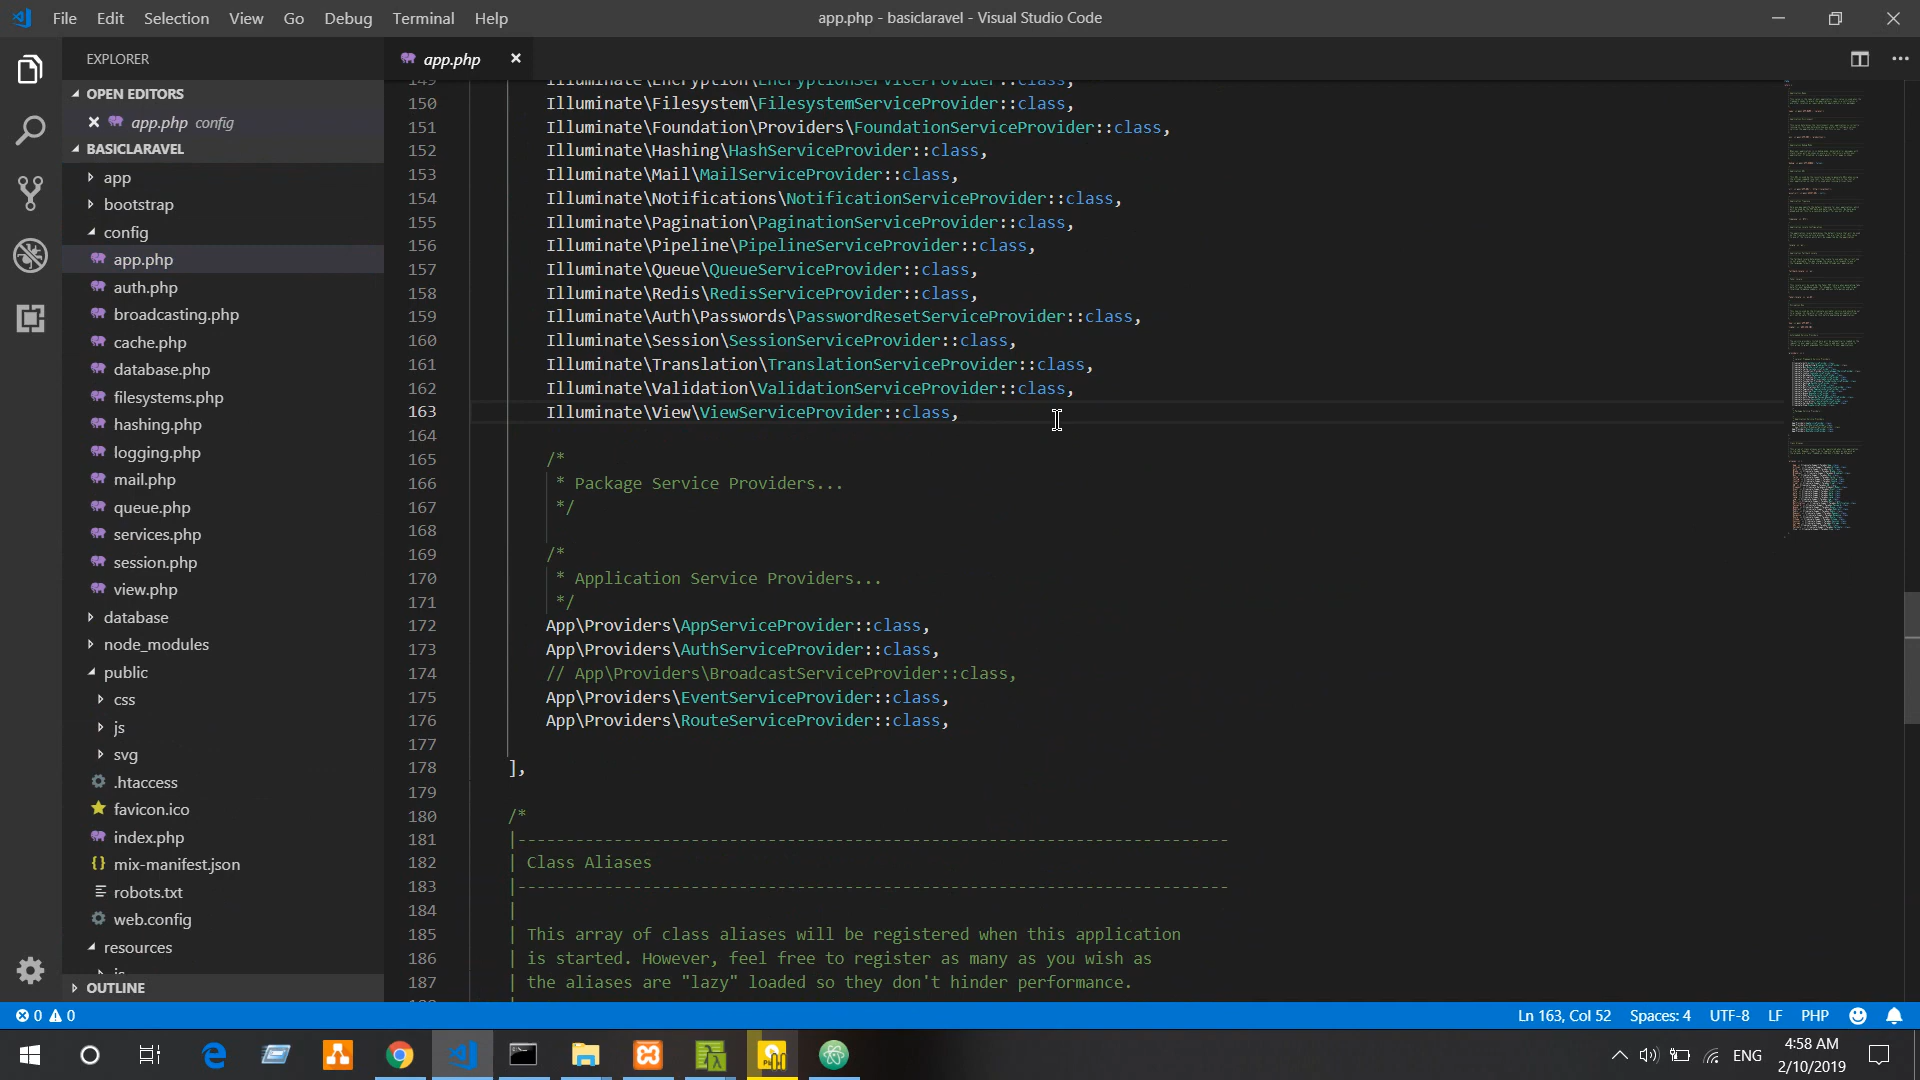 File Edit Selection View Go Debug Terminal Help
app.php - basiclaravel - Visual Studio Code
EXPLORER
app.php
OPEN EDITORS
app.php config
BASICLARAVEL
app
bootstrap
config
app.php
auth.php
broadcasting.php
cache.php
database.php
filesystems.php
hashing.php
logging.php
mail.php
queue.php
services.php
session.php
view.php
database
node_modules
public
css
js
svg
.htaccess
favicon.ico
index.php
mix-manifest.json
robots.txt
web.config
resources
js
OUTLINE
149 Illuminate\Encryption\EncryptionServiceProvider::class,
150 Illuminate\Filesystem\FilesystemServiceProvider::class,
151 Illuminate\Foundation\Providers\FoundationServiceProvider::class,
152 Illuminate\Hashing\HashServiceProvider::class,
153 Illuminate\Mail\MailServiceProvider::class,
154 Illuminate\Notifications\NotificationServiceProvider::class,
155 Illuminate\Pagination\PaginationServiceProvider::class,
156 Illuminate\Pipeline\PipelineServiceProvider::class,
157 Illuminate\Queue\QueueServiceProvider::class,
158 Illuminate\Redis\RedisServiceProvider::class,
159 Illuminate\Auth\Passwords\PasswordResetServiceProvider::class,
160 Illuminate\Session\SessionServiceProvider::class,
161 Illuminate\Translation\TranslationServiceProvider::class,
162 Illuminate\Validation\ValidationServiceProvider::class,
163 Illuminate\View\ViewServiceProvider::class,
164
165 /*
166 * Package Service Providers...
167 */
168
169 /*
170 * Application Service Providers...
171 */
172 App\Providers\AppServiceProvider::class,
173 App\Providers\AuthServiceProvider::class,
174 // App\Providers\BroadcastServiceProvider::class,
175 App\Providers\EventServiceProvider::class,
176 App\Providers\RouteServiceProvider::class,
177
178 ],
179
180 /*
181 |--------------------------------------------------------------------------
182 | Class Aliases
183 |--------------------------------------------------------------------------
184 |
185 | This array of class aliases will be registered when this application
186 | is started. However, feel free to register as many as you wish as
187 | the aliases are "lazy" loaded so they don't hinder performance.
0 0
Ln 163, Col 52 Spaces: 4 UTF-8 LF PHP
ENG
4:58 AM
2/10/2019